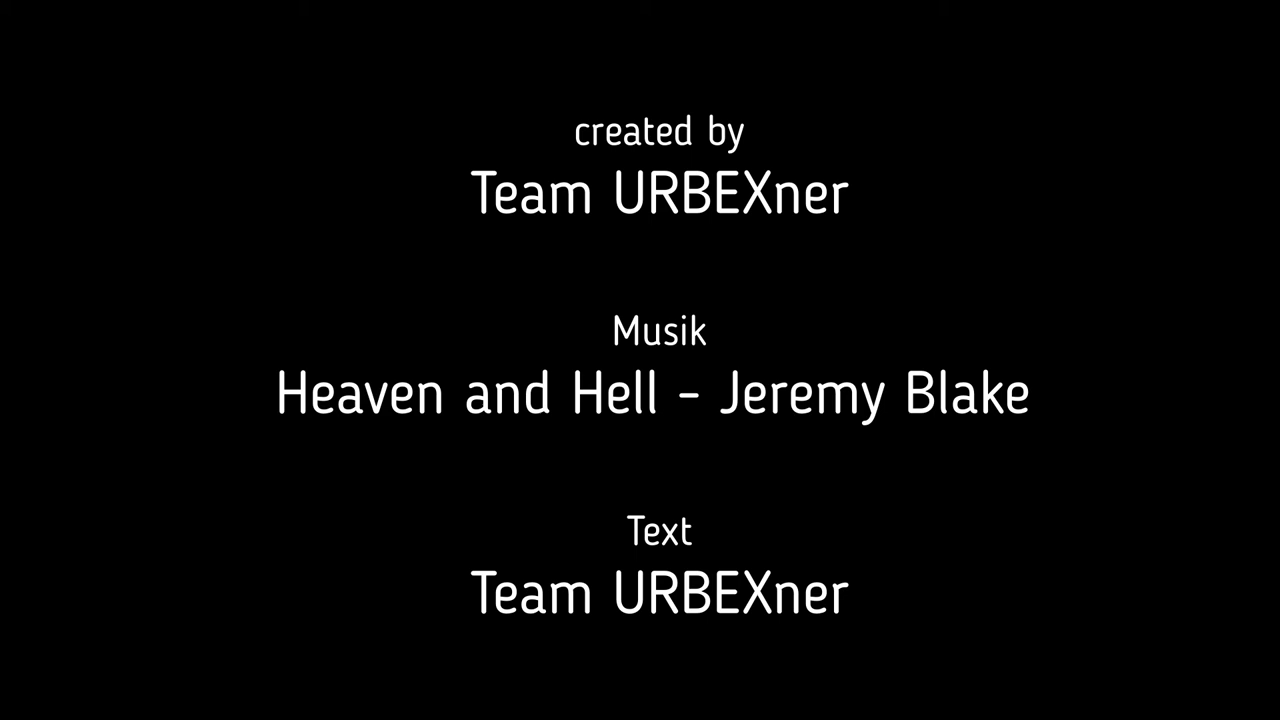 created by
Team URBEXner
Musik
Heaven and Hell - Jeremy Blake
Text
Team URBEXner